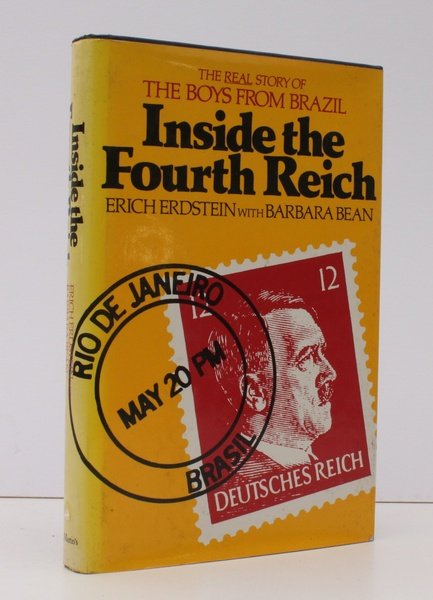 THE REAL STORY OF
THE BOYS FROM BRAZIL
Inside the
Fourth Reich
ERICH ERDSTEIN WITH BARBARA BEAN
RIO DE JANEIRO
MAY 20 PM
BRASIL
12
12
DEUTSCHES REICH
Inside the